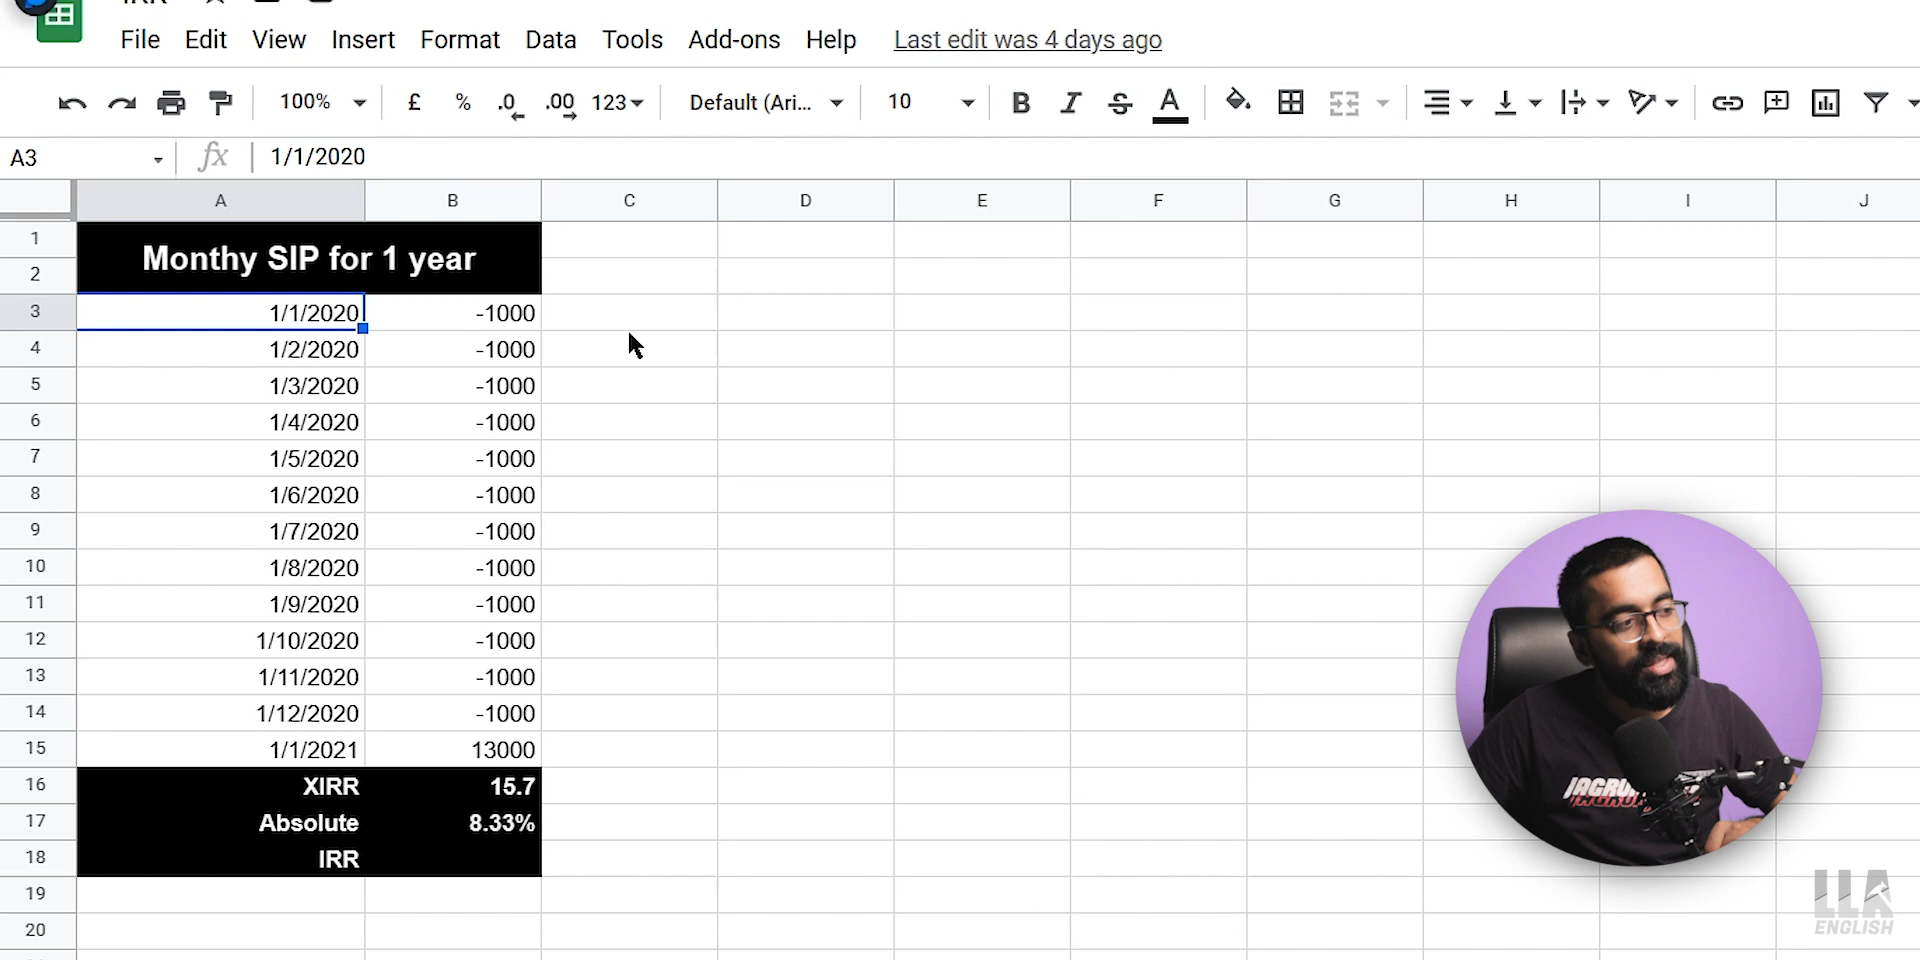 File Edit View Insert Format Data Tools Add-ons Help Last edit was 4 days ago
100% £ % .0 .00 123 Default (Ari... 10 B I S A
A3 fx 1/1/2020
A B C D E F G H I J
1 Monthy SIP for 1 year
2
3 1/1/2020 -1000
4 1/2/2020 -1000
5 1/3/2020 -1000
6 1/4/2020 -1000
7 1/5/2020 -1000
8 1/6/2020 -1000
9 1/7/2020 -1000
10 1/8/2020 -1000
11 1/9/2020 -1000
12 1/10/2020 -1000
13 1/11/2020 -1000
14 1/12/2020 -1000
15 1/1/2021 13000
16 XIRR 15.7
17 Absolute 8.33%
18 IRR
19
20
LLA
ENGLISH